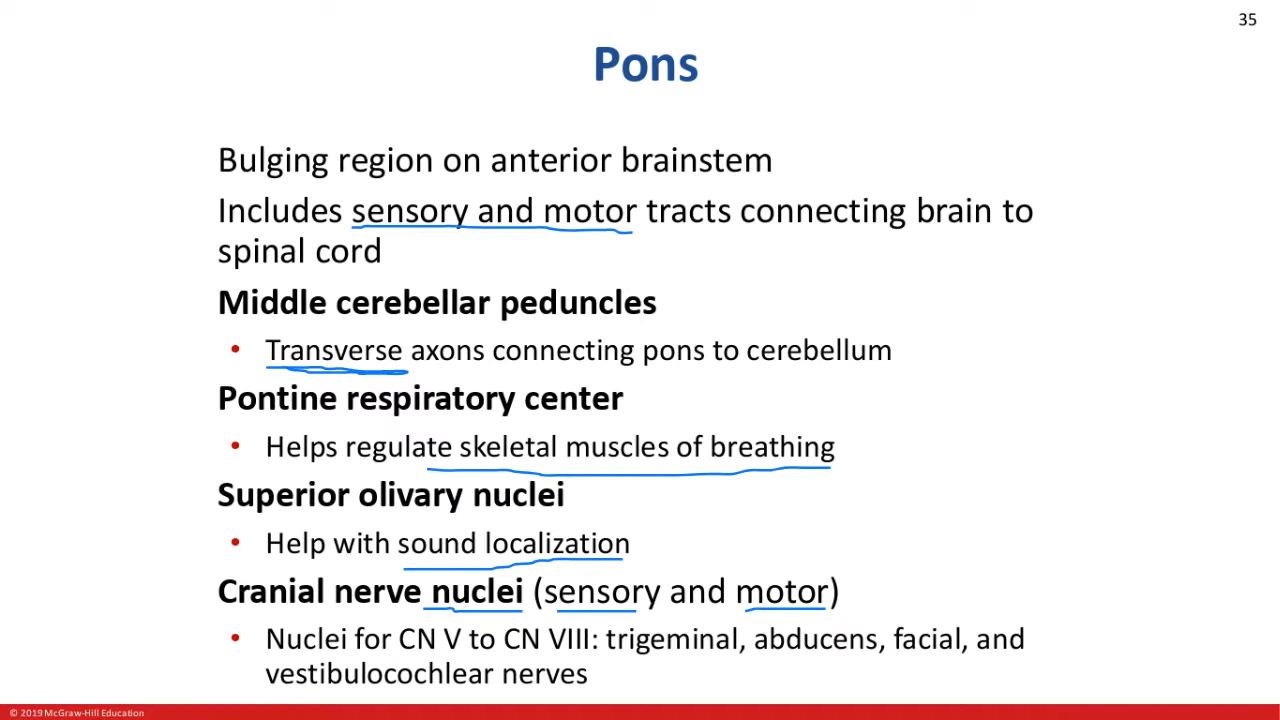 35
Pons
Bulging region on anterior brainstem
Includes sensory and motor tracts connecting brain to
spinal cord
Middle cerebellar peduncles
• Transverse axons connecting pons to cerebellum
Pontine respiratory center
• Helps regulate skeletal muscles of breathing
Superior olivary nuclei
• Help with sound localization
Cranial nerve nuclei (sensory and motor)
• Nuclei for CN V to CN VIII: trigeminal, abducens, facial, and
vestibulocochlear nerves
© 2019 McGraw-Hill Education